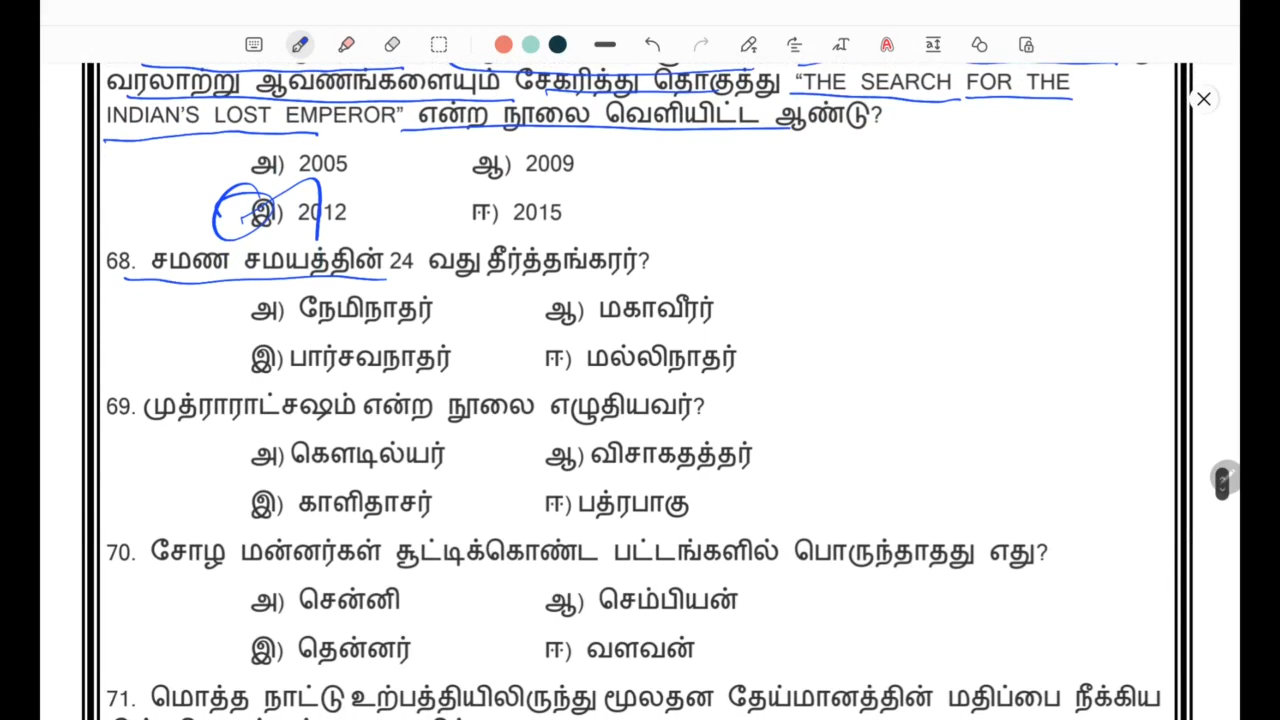 வரலாற்று ஆவணங்களையும் சேகரித்து தொகுத்து “THE SEARCH FOR THE
INDIAN'S LOST EMPEROR” என்ற நூலை வெளியிட்ட ஆண்டு?
அ) 2005 ஆ) 2009
இ) 2012 ஈ) 2015
68. சமண சமயத்தின் 24 வது தீர்த்தங்கரர்?
அ) நேமிநாதர் ஆ) மகாவீரர்
இ) பார்சவநாதர் ஈ) மல்லிநாதர்
69. முத்ராராட்சஷம் என்ற நூலை எழுதியவர்?
அ) கௌடில்யர் ஆ) விசாகதத்தர்
இ) காளிதாசர் ஈ) பத்ரபாகு
70. சோழ மன்னர்கள் சூட்டிக்கொண்ட பட்டங்களில் பொருந்தாதது எது?
அ) சென்னி ஆ) செம்பியன்
இ) தென்னர் ஈ) வளவன்
71. மொத்த நாட்டு உற்பத்தியிலிருந்து மூலதன தேய்மானத்தின் மதிப்பை நீக்கிய